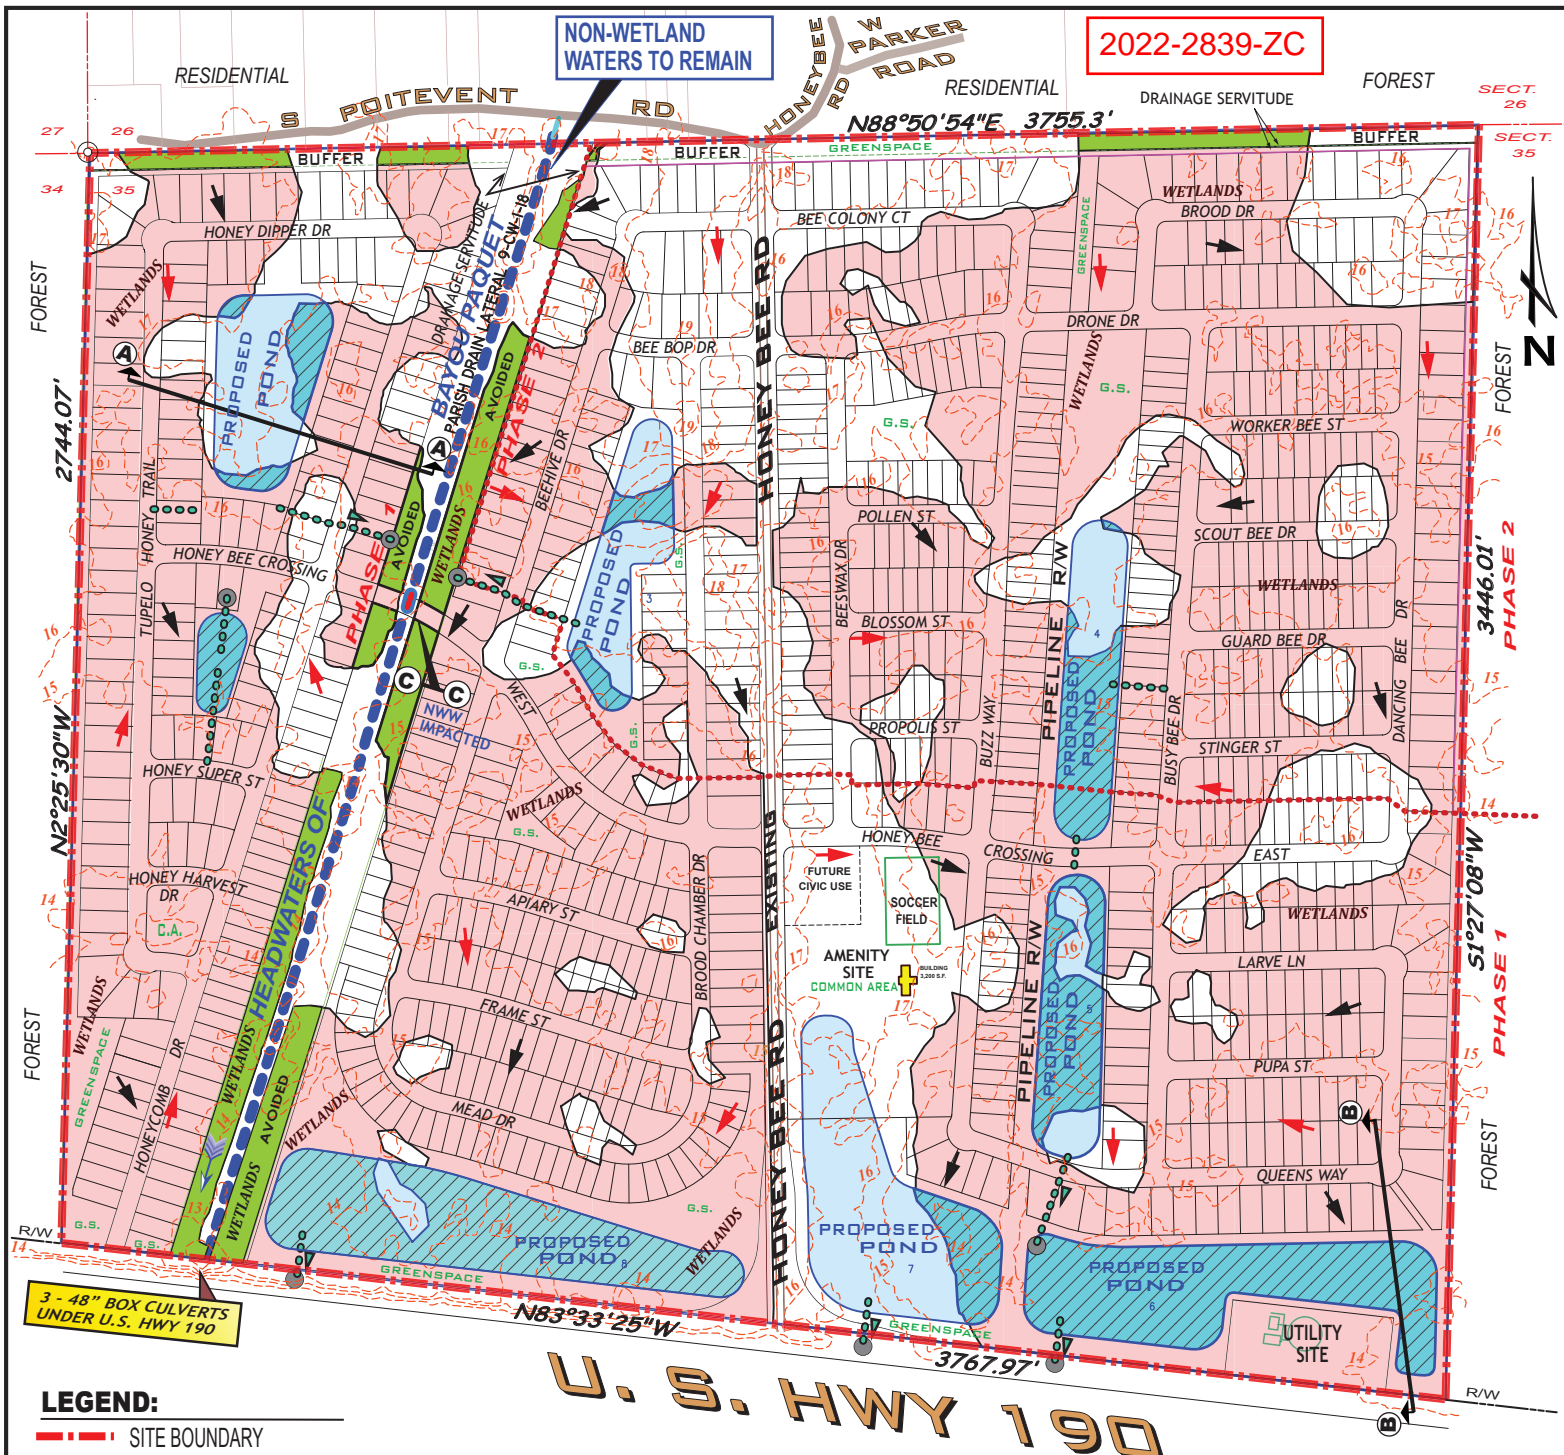 NON-WETLAND
WATERS TO REMAIN
2022-2839-ZC
RESIDENTIAL
S POITEVENT RD
HONEYBEE RD
W PARKER ROAD
RESIDENTIAL
FOREST
SECT. 26
SECT. 35
27
26
34
35
DRAINAGE SERVITUDE
N88°50'54"E 3755.3'
BUFFER
BUFFER
GREENSPACE
BUFFER
HONEY DIPPER DR
WETLANDS
DRAINAGE SERVITUDE
BAYOU PAQUET
PARISH DRAIN LATERAL 9-CW-1-18
BEE COLONY CT
WETLANDS
BROOD DR
GREENSPACE
FOREST
FOREST
N
2744.07'
A
A
PROPOSED POND
BEE BOP DR
HONEY BEE RD
DRONE DR
WETLANDS
G.S.
G.S.
AVOIDED
PHASE 2
BEEHIVE DR
WORKER BEE ST
HONEY TRAIL
TUPELO
HONEY BEE CROSSING
PHASE 1
AVOIDED
WETLANDS
PROPOSED POND 3
G.S.
POLLEN ST
BEESWAX DR
BLOSSOM ST
PIPELINE R/W
SCOUT BEE DR
WETLANDS
GUARD BEE DR
DANCING BEE DR
3446.01'
PHASE 2
PROPOSED POND
4
C
C
NWW IMPACTED
WEST
G.S.
G.S.
PROPOLIS ST
BUZZ WAY
BUSY BEE DR
STINGER ST
N2°25'30"W
HONEY SUPER ST
HONEY HARVEST DR
C.A.
HEADWATERS OF
WETLANDS
G.S.
EXISTING
HONEY BEE
CROSSING
EAST
FUTURE
CIVIC USE
SOCCER
FIELD
WETLANDS
S1°27'08"W
PHASE 1
APIARY ST
BROOD CHAMBER DR
AMENITY
SITE
COMMON AREA
BUILDING
3,200 S.F.
PIPELINE R/W
PROPOSED POND
5
LARVE LN
FRAME ST
MEAD DR
WETLANDS
GREENSPACE
HONEYCOMB DR
WETLANDS
AVOIDED
WETLANDS
WETLANDS
HONEY BEE RD
PUPA ST
B
QUEENS WAY
FOREST
FOREST
G.S.
G.S.
G.S.
WETLANDS
PROPOSED
POND 8
GREENSPACE
PROPOSED
POND
7
GREENSPACE
PROPOSED
POND
6
UTILITY
SITE
R/W
R/W
B
3 - 48" BOX CULVERTS
UNDER U.S. HWY 190
N83°33'25"W
3767.97'
U. S. HWY 190
LEGEND:
SITE BOUNDARY